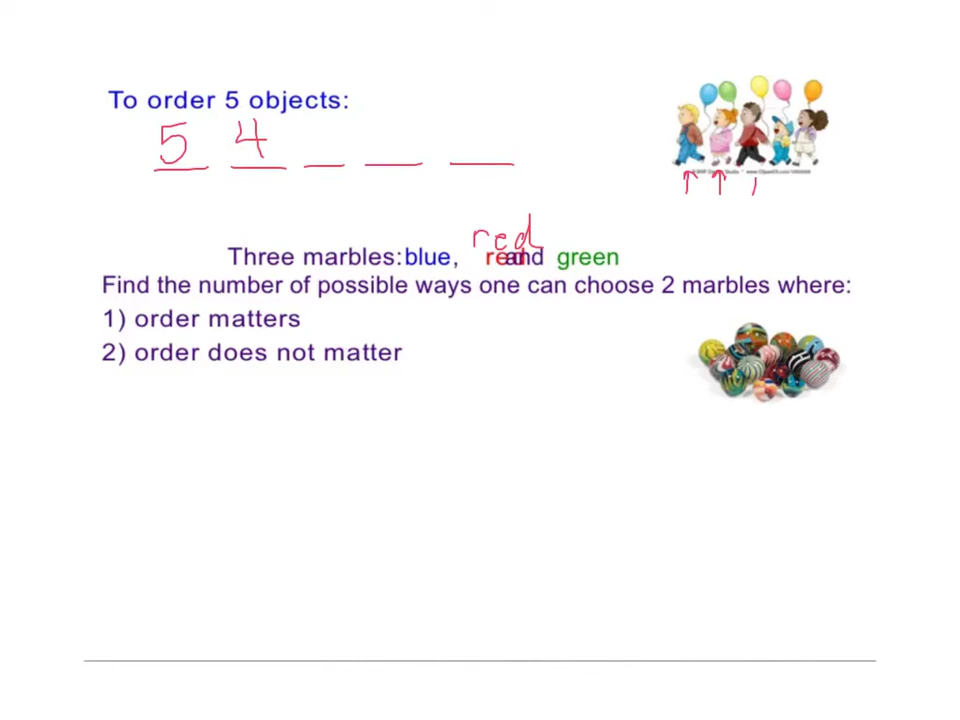 To order 5 objects:
5 4
red
Three marbles: blue, red and green
Find the number of possible ways one can choose 2 marbles where:
1) order matters
2) order does not matter